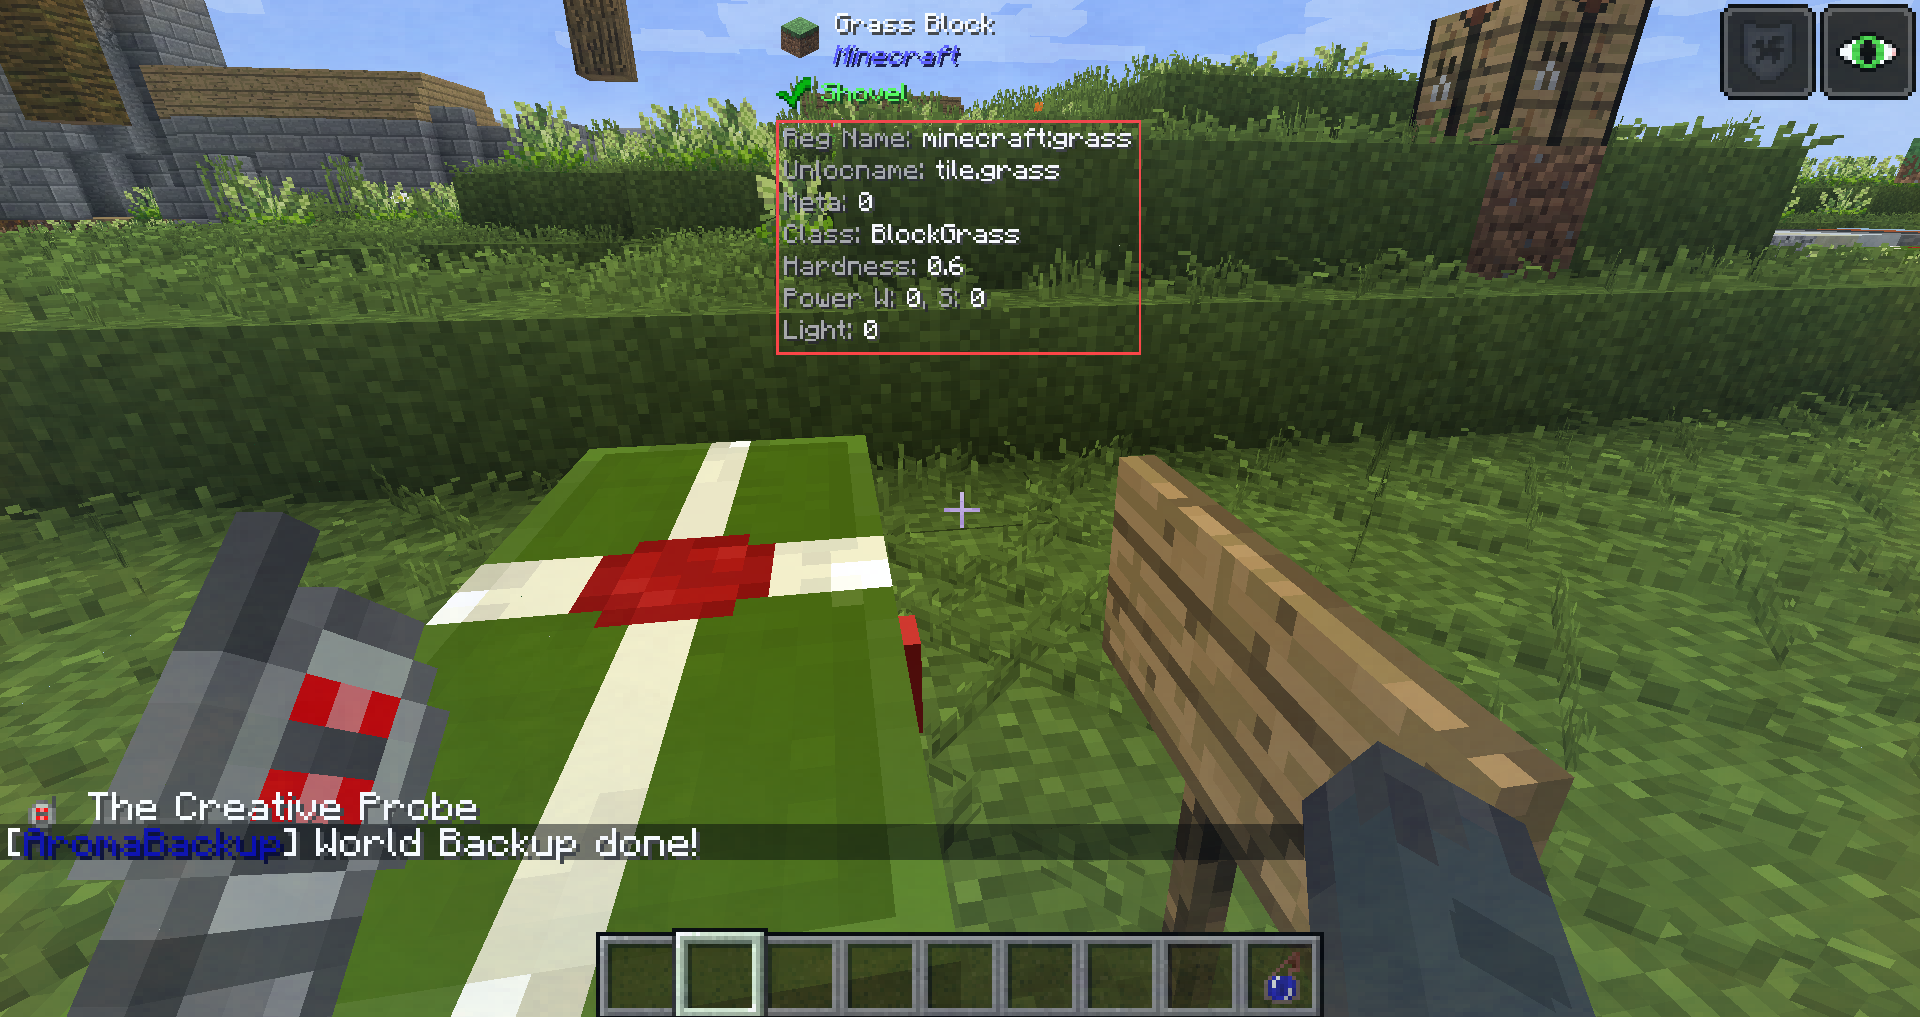 Grass Block
Minecraft
Shovel
Reg Name: minecraft:grass
Unlocname: tile.grass
Meta: 0
Class: BlockGrass
Hardness: 0.6
Power W: 0, S: 0
Light: 0
The Creative Probe
[AromaBackup] World Backup done!